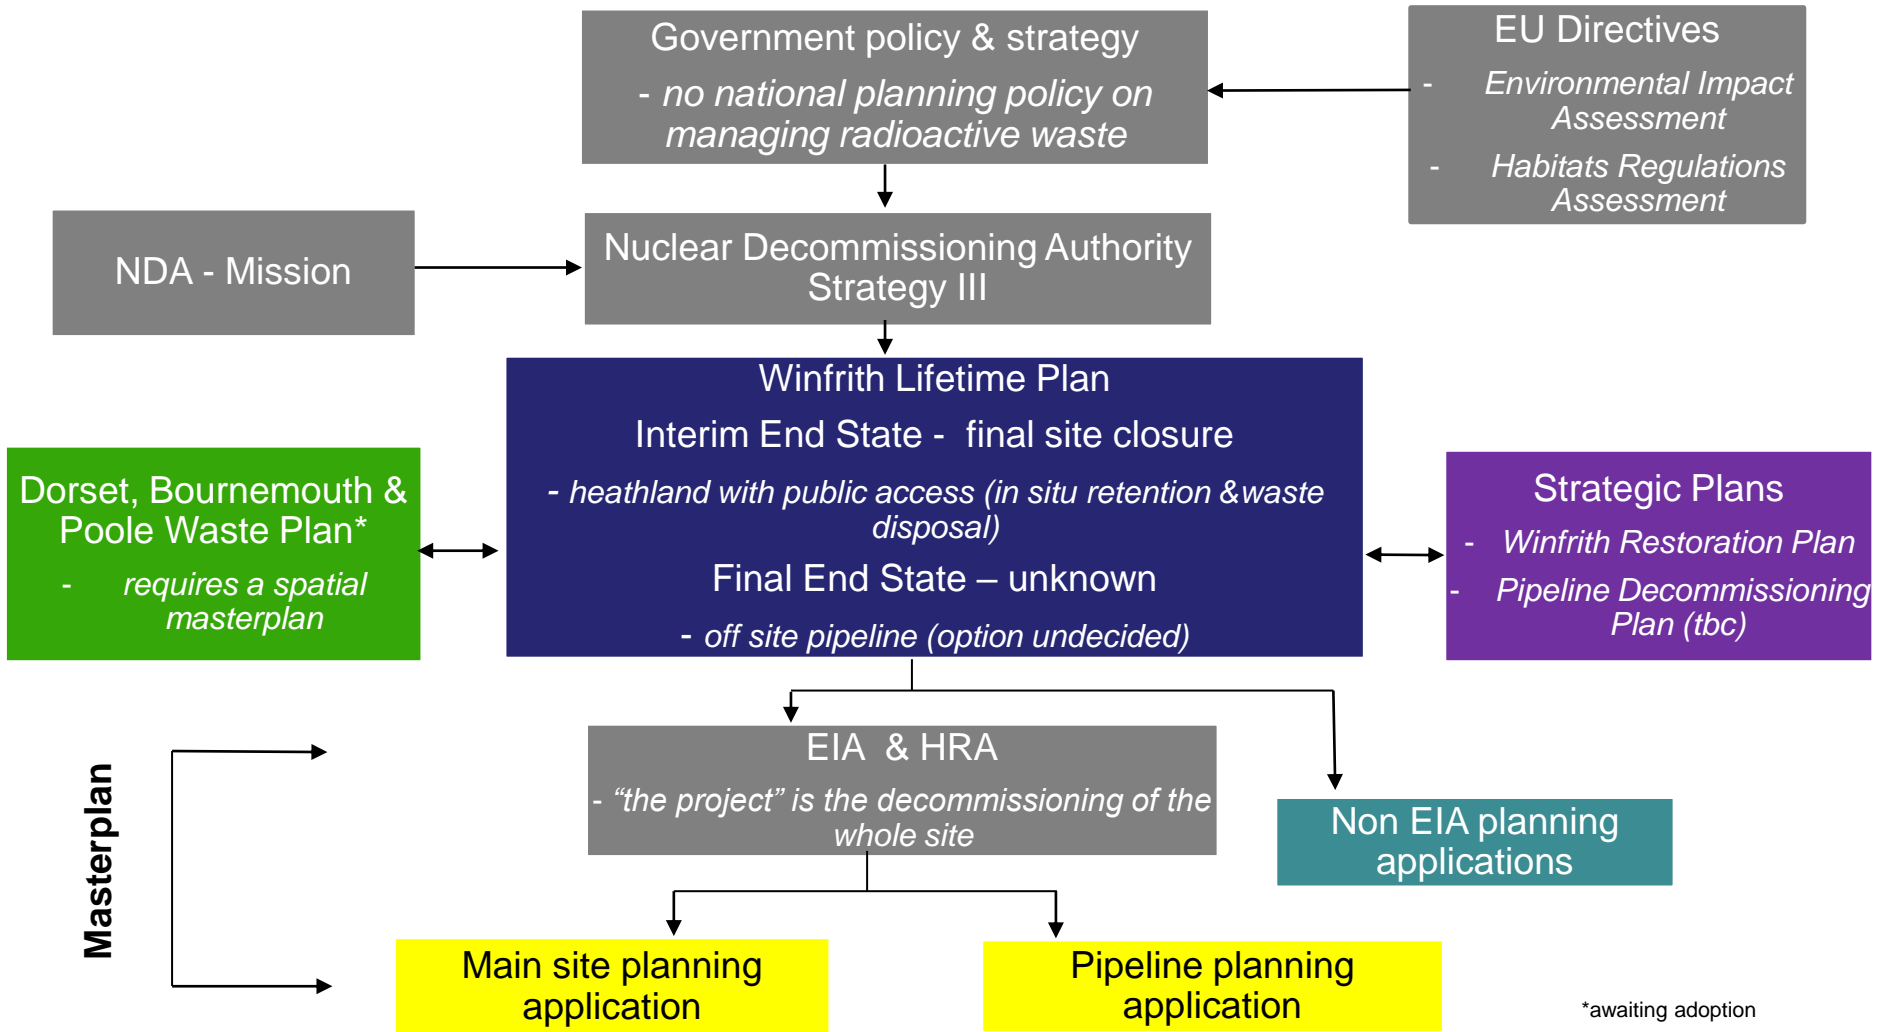 Government policy & strategy
- no national planning policy on
managing radioactive waste
EU Directives
- Environmental Impact
Assessment
- Habitats Regulations
Assessment
NDA - Mission
Nuclear Decommissioning Authority
Strategy III
Winfrith Lifetime Plan
Interim End State - final site closure
- heathland with public access (in situ retention &waste
disposal)
Final End State – unknown
- off site pipeline (option undecided)
Dorset, Bournemouth &
Poole Waste Plan*
- requires a spatial
masterplan
Strategic Plans
- Winfrith Restoration Plan
- Pipeline Decommissioning
Plan (tbc)
Masterplan
EIA & HRA
- “the project” is the decommissioning of the
whole site
Non EIA planning
applications
Main site planning
application
Pipeline planning
application
*awaiting adoption